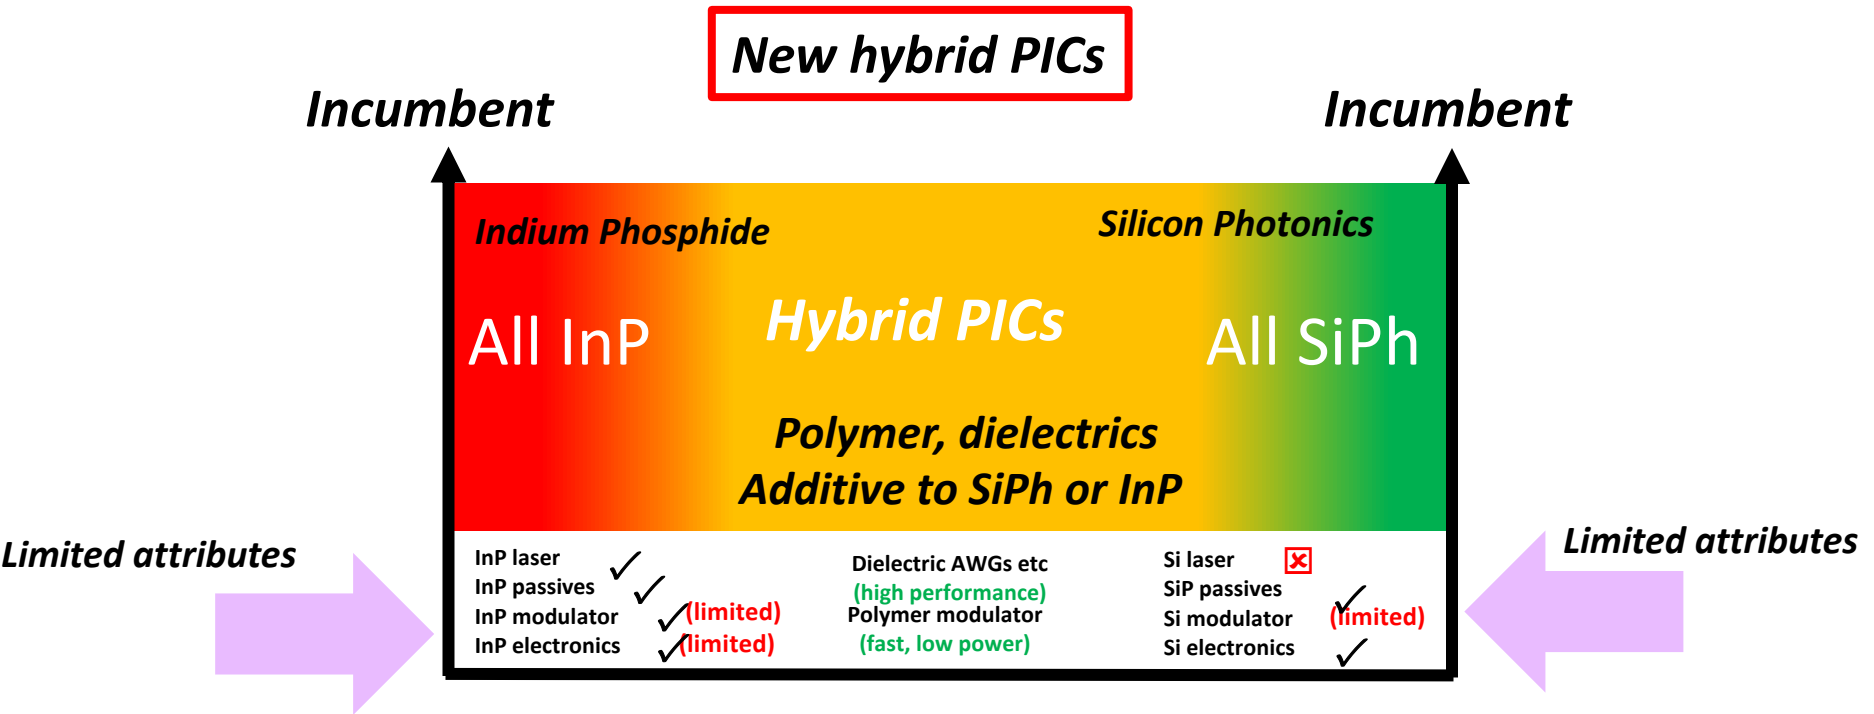 New hybrid PICs
Incumbent
Incumbent
Indium Phosphide
Silicon Photonics
All InP
Hybrid PICs
All SiPh
Polymer, dielectrics
Additive to SiPh or InP
Limited attributes
Limited attributes
InP laser ✓
InP passives ✓
InP modulator ✓ (limited)
InP electronics ✓ (limited)
Dielectric AWGs etc
(high performance)
Polymer modulator
(fast, low power)
Si laser
SiP passives ✓
Si modulator (limited)
Si electronics ✓